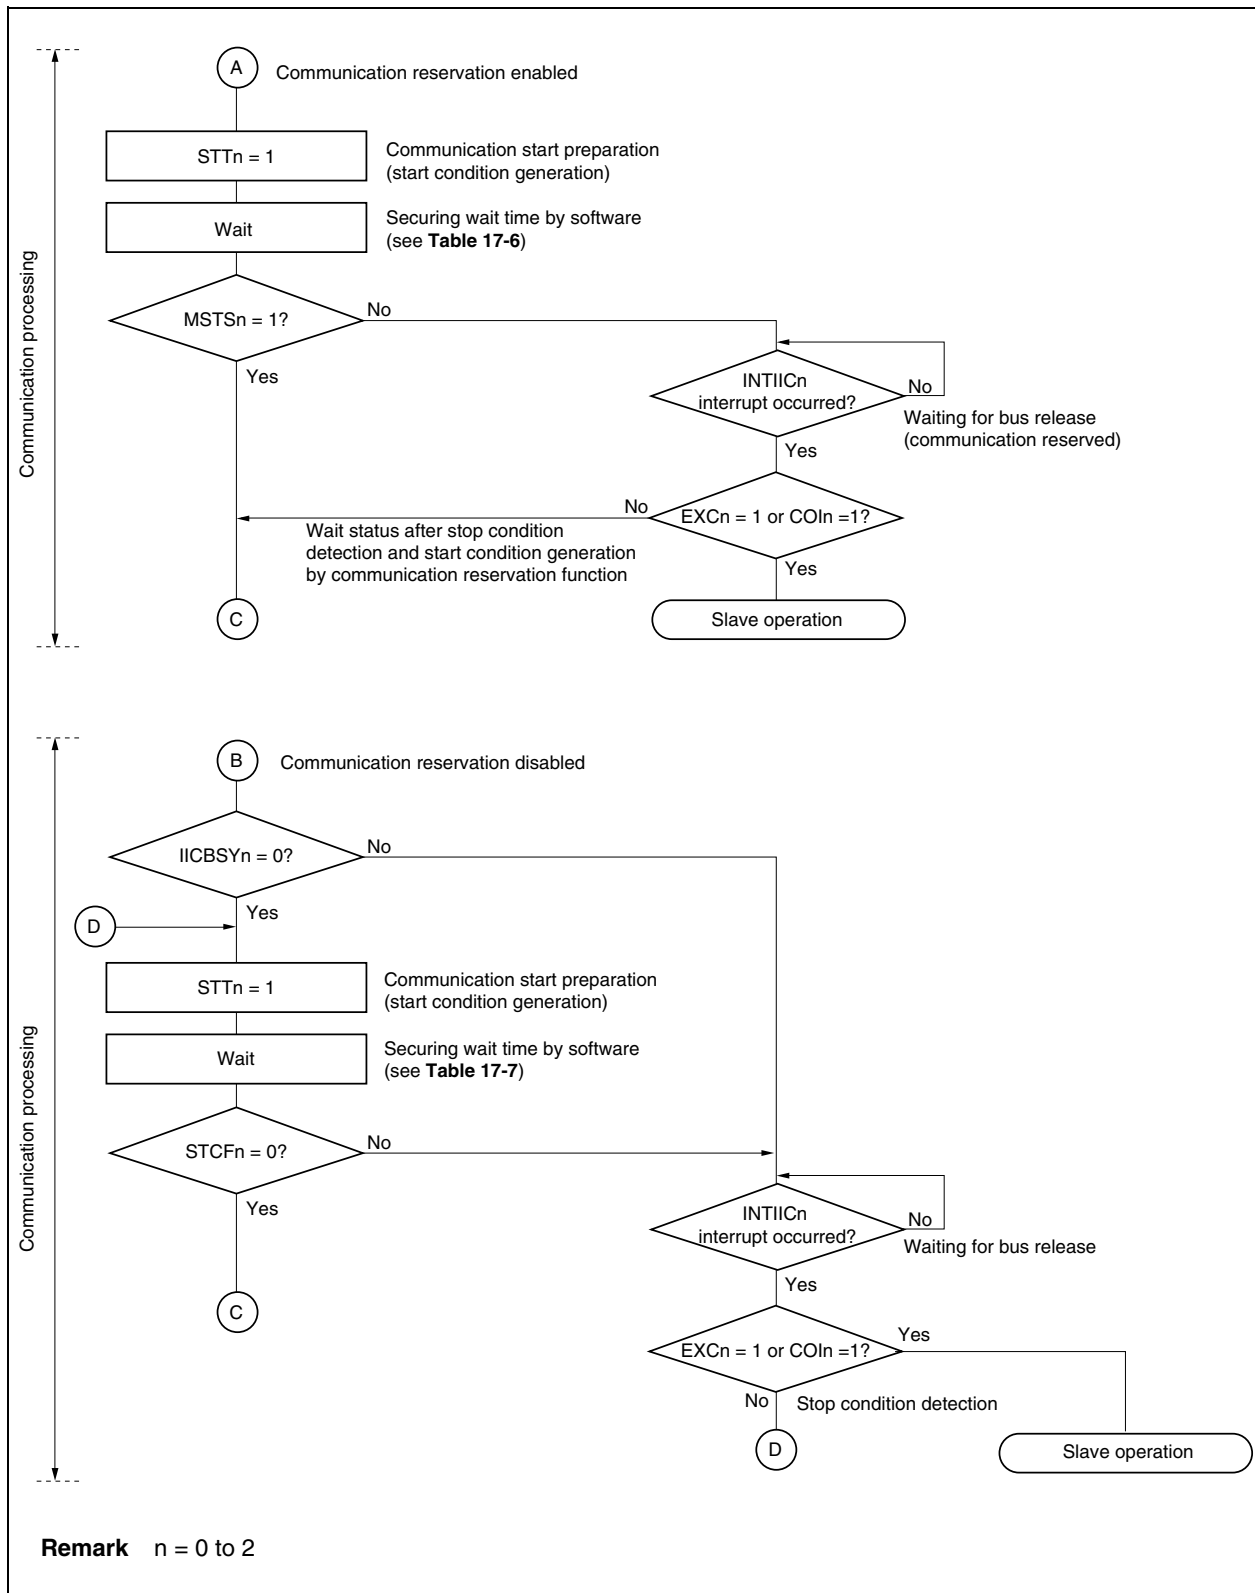 Communication processing
A
Communication reservation enabled
STTn = 1
Communication start preparation
(start condition generation)
Wait
Securing wait time by software
(see Table 17-6)
MSTSn = 1?
No
Yes
INTIICn
interrupt occurred?
No
Waiting for bus release
(communication reserved)
Yes
No
EXCn = 1 or COIn =1?
Wait status after stop condition
detection and start condition generation
by communication reservation function
Yes
C
Slave operation
Communication processing
B
Communication reservation disabled
IICBSYn = 0?
No
Yes
D
STTn = 1
Communication start preparation
(start condition generation)
Wait
Securing wait time by software
(see Table 17-7)
STCFn = 0?
No
Yes
INTIICn
interrupt occurred?
No
Waiting for bus release
Yes
C
EXCn = 1 or COIn =1?
Yes
No
Stop condition detection
D
Slave operation
Remark n = 0 to 2